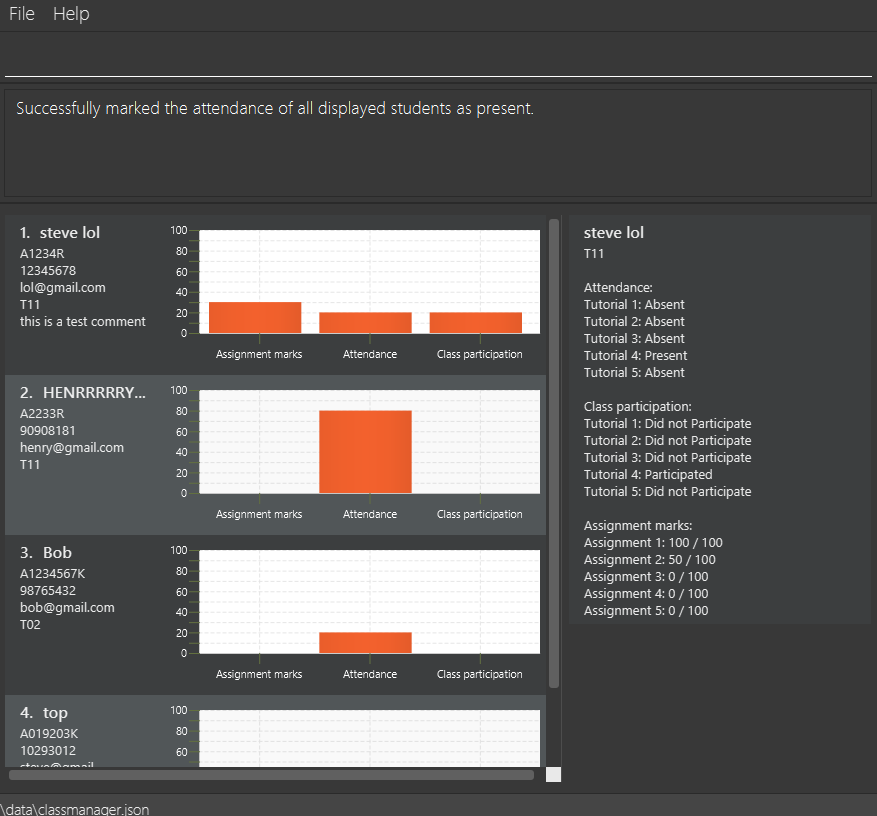 File Help
Successfully marked the attendance of all displayed students as present.
1. steve lol
A1234R
12345678
lol@gmail.com
T11
this is a test comment
100
80
60
40
20
0
Assignment marks Attendance Class participation
2. HENRRRRRY...
A2233R
90908181
henry@gmail.com
T11
100
80
60
40
20
0
Assignment marks Attendance Class participation
3. Bob
A1234567K
98765432
bob@gmail.com
T02
100
80
60
40
20
0
Assignment marks Attendance Class participation
4. top
A019203K
10293012
steve@gmail
100
80
60
steve lol
T11
Attendance:
Tutorial 1: Absent
Tutorial 2: Absent
Tutorial 3: Absent
Tutorial 4: Present
Tutorial 5: Absent
Class participation:
Tutorial 1: Did not Participate
Tutorial 2: Did not Participate
Tutorial 3: Did not Participate
Tutorial 4: Participated
Tutorial 5: Did not Participate
Assignment marks:
Assignment 1: 100 / 100
Assignment 2: 50 / 100
Assignment 3: 0 / 100
Assignment 4: 0 / 100
Assignment 5: 0 / 100
\data\classmanager.json